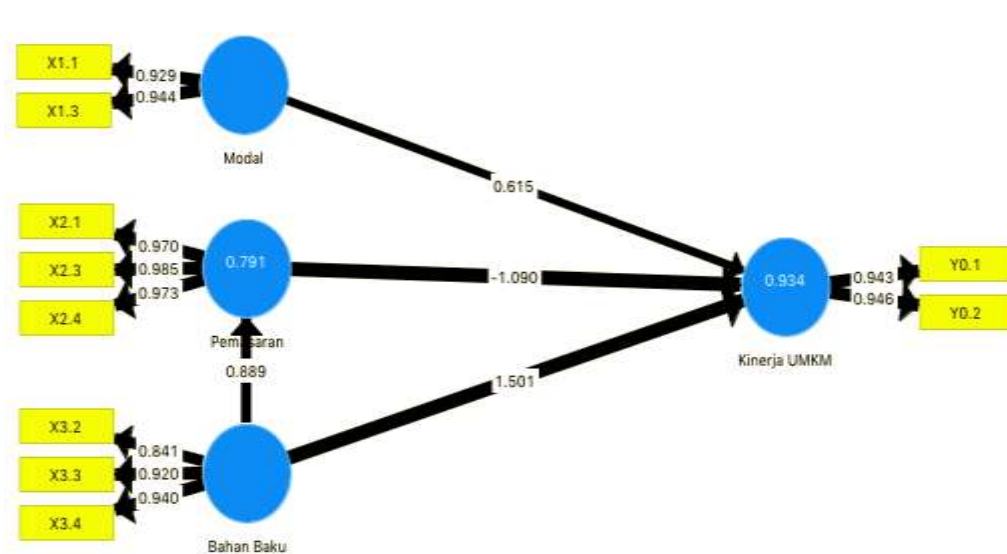 X1.1
0.929
X1.3
0.944
Modal
0.615
X2.1
0.970
X2.3
0.985
X2.4
0.973
0.791
Pemasaran
-1.090
0.889
X3.2
0.841
X3.3
0.920
X3.4
0.940
Bahan Baku
1.501
0.934
Kinerja UMKM
0.943
Y0.1
0.946
Y0.2